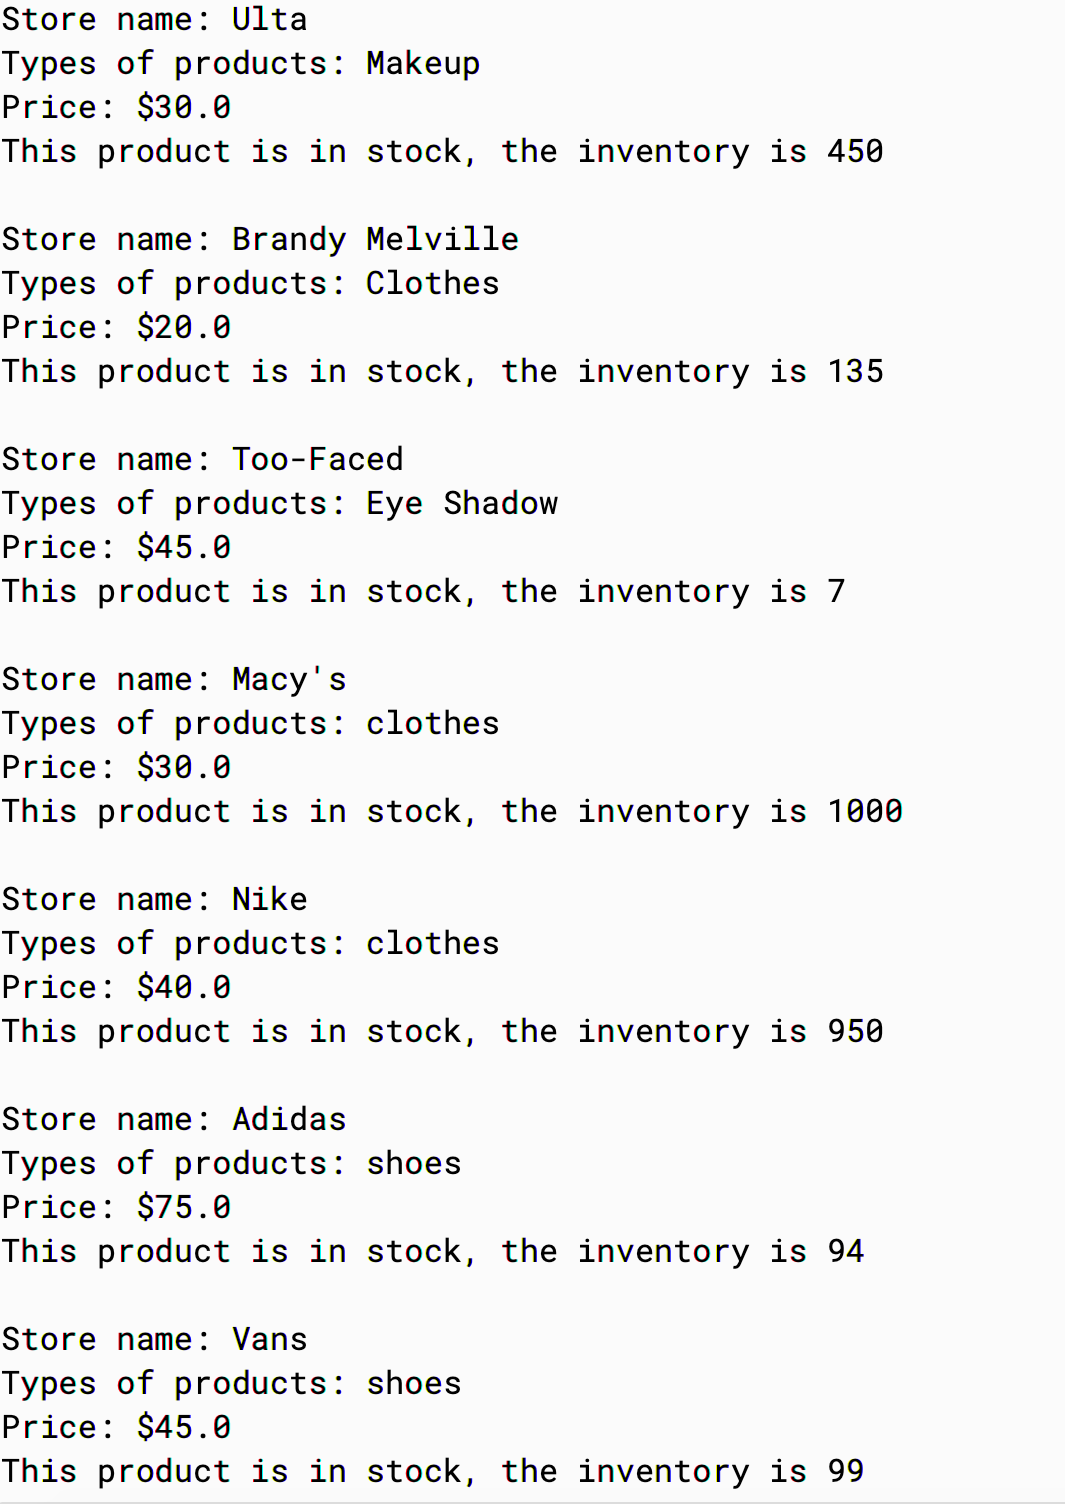 Store name: Ulta
Types of products: Makeup
Price: $30.0
This product is in stock, the inventory is 450
Store name: Brandy Melville
Types of products: Clothes
Price: $20.0
This product is in stock, the inventory is 135
Store name: Too-Faced
Types of products: Eye Shadow
Price: $45.0
This product is in stock, the inventory is 7
Store name: Macy's
Types of products: clothes
Price: $30.0
This product is in stock, the inventory is 1000
Store name: Nike
Types of products: clothes
Price: $40.0
This product is in stock, the inventory is 950
Store name: Adidas
Types of products: shoes
Price: $75.0
This product is in stock, the inventory is 94
Store name: Vans
Types of products: shoes
Price: $45.0
This product is in stock, the inventory is 99